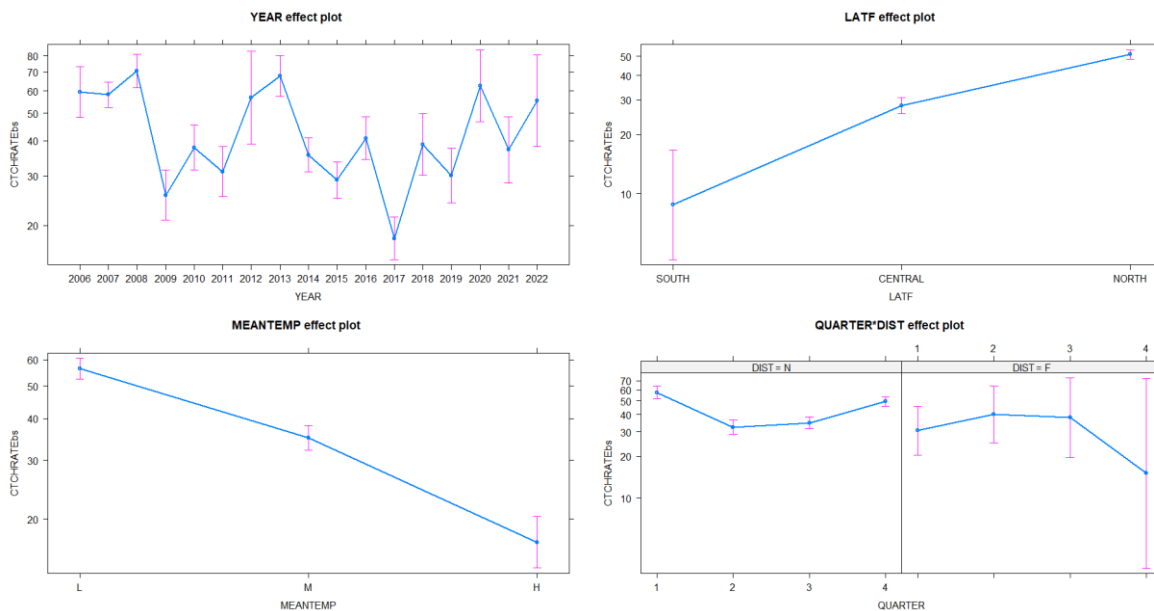 YEAR effect plot
CTCHRATEbs
80
70
60
50
40
30
20
2006 2007 2008 2009 2010 2011 2012 2013 2014 2015 2016 2017 2018 2019 2020 2021 2022
YEAR
LATF effect plot
CTCHRATEbs
50
40
30
20
10
SOUTH CENTRAL NORTH
LATF
MEANTEMP effect plot
CTCHRATEbs
60
50
40
30
20
L M H
MEANTEMP
QUARTER*DIST effect plot
1 2 3 4
DIST = N DIST = F
CTCHRATEbs
70
60
50
40
30
20
10
1 2 3 4
QUARTER